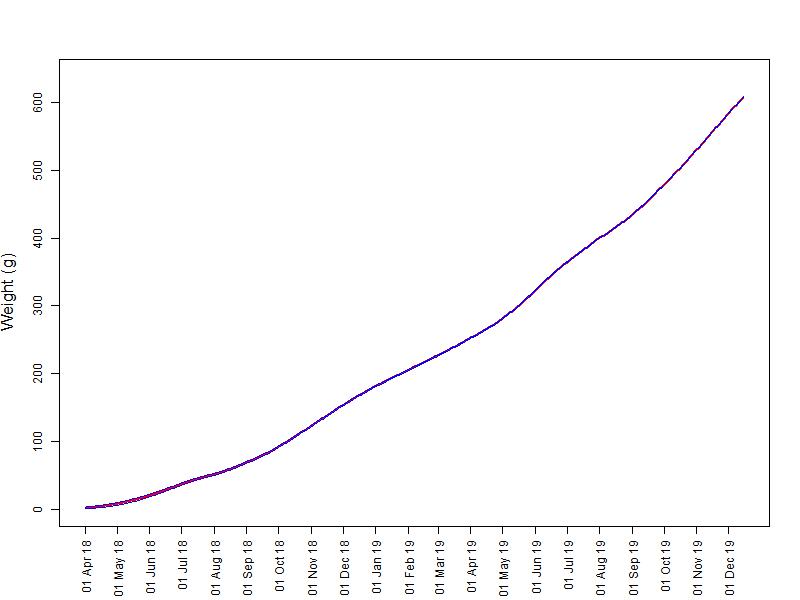 Weight (g)
600
500
400
300
200
100
0
01 Apr 18
01 May 18
01 Jun 18
01 Jul 18
01 Aug 18
01 Sep 18
01 Oct 18
01 Nov 18
01 Dec 18
01 Jan 19
01 Feb 19
01 Mar 19
01 Apr 19
01 May 19
01 Jun 19
01 Jul 19
01 Aug 19
01 Sep 19
01 Oct 19
01 Nov 19
01 Dec 19